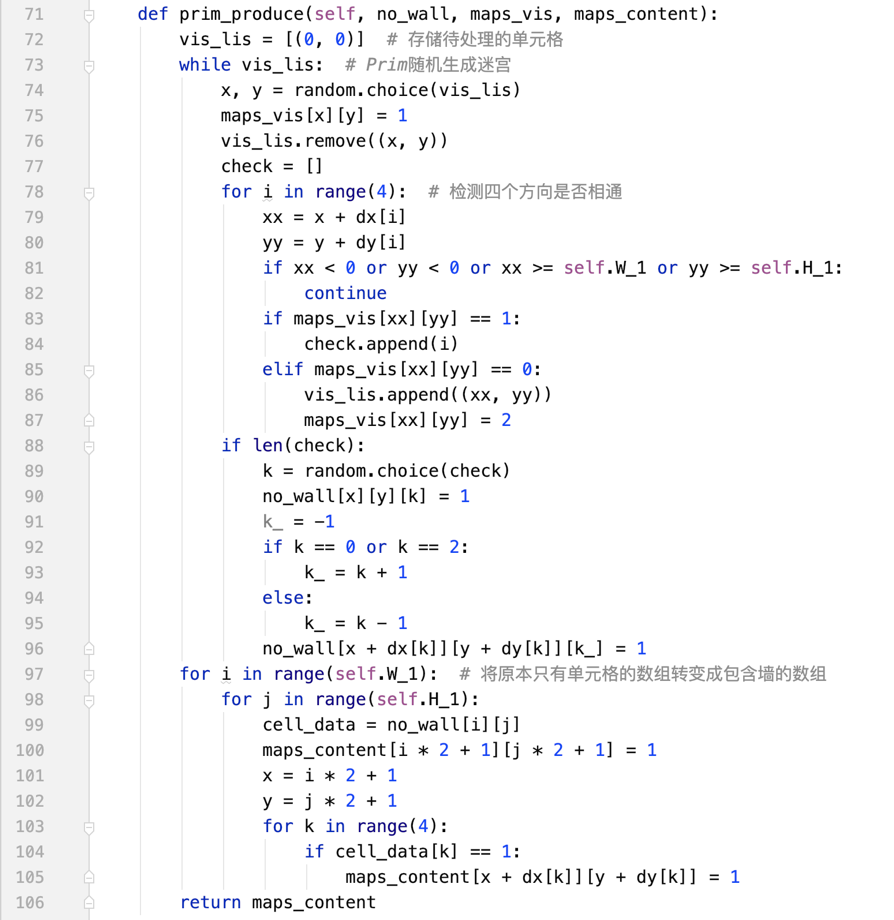 71 def prim_produce(self, no_wall, maps_vis, maps_content):
72 vis_lis = [(0, 0)]  # 存储待处理的单元格
73 while vis_lis:  # Prim随机生成迷宫
74 x, y = random.choice(vis_lis)
75 maps_vis[x][y] = 1
76 vis_lis.remove((x, y))
77 check = []
78 for i in range(4):  # 检测四个方向是否相通
79 xx = x + dx[i]
80 yy = y + dy[i]
81 if xx < 0 or yy < 0 or xx >= self.W_1 or yy >= self.H_1:
82 continue
83 if maps_vis[xx][yy] == 1:
84 check.append(i)
85 elif maps_vis[xx][yy] == 0:
86 vis_lis.append((xx, yy))
87 maps_vis[xx][yy] = 2
88 if len(check):
89 k = random.choice(check)
90 no_wall[x][y][k] = 1
91 k_ = -1
92 if k == 0 or k == 2:
93 k_ = k + 1
94 else:
95 k_ = k - 1
96 no_wall[x + dx[k]][y + dy[k]][k_] = 1
97 for i in range(self.W_1):  # 将原本只有单元格的数组转变成包含墙的数组
98 for j in range(self.H_1):
99 cell_data = no_wall[i][j]
100 maps_content[i * 2 + 1][j * 2 + 1] = 1
101 x = i * 2 + 1
102 y = j * 2 + 1
103 for k in range(4):
104 if cell_data[k] == 1:
105 maps_content[x + dx[k]][y + dy[k]] = 1
106 return maps_content